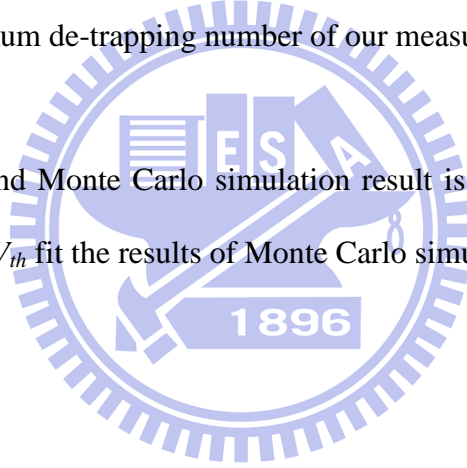 um de-trapping number of our measu
E S A
nd Monte Carlo simulation result is
V_th fit the results of Monte Carlo simu
1896